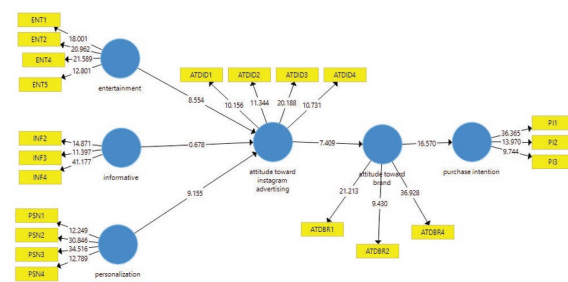 ENT1
ENT2
ENT4
ENT5
18.001
20.962
21.589
12.801
entertainment
8.554
ATDID1
ATDID2
ATDID3
ATDID4
10.156
11.344
20.188
10.731
INF2
INF3
INF4
14.871
11.397
41.177
informative
0.678
attitude toward
instagram
advertising
7.409
attitude toward
brand
16.570
purchase intention
36.365
13.970
9.744
PI1
PI2
PI3
9.155
21.213
9.430
36.928
ATDBR1
ATDBR2
ATDBR4
PSN1
PSN2
PSN3
PSN4
12.249
30.846
34.516
12.789
personalization